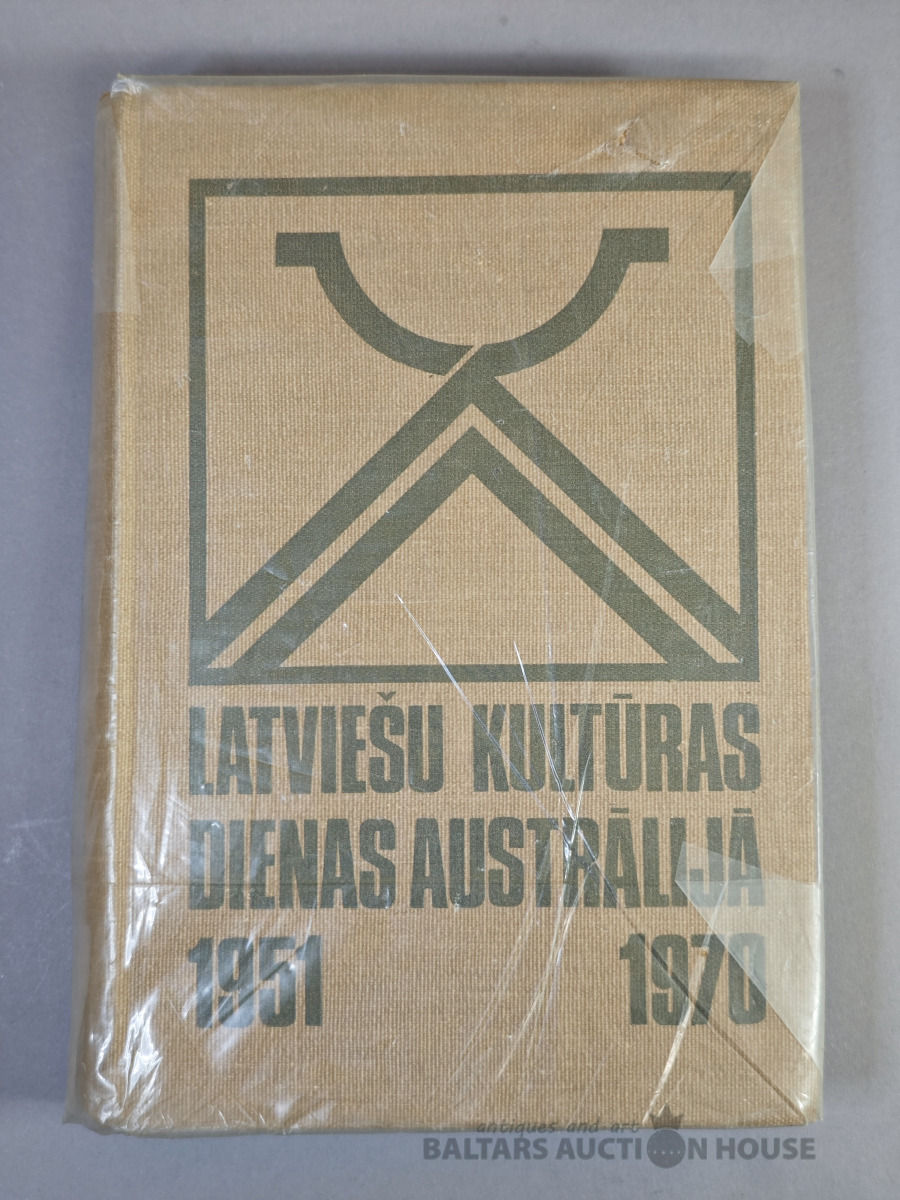 LATVIEŠU KULTŪRAS
DIENAS AUSTRĀLIJĀ
1951 1970
antiques and art
BALTARS AUCTION HOUSE